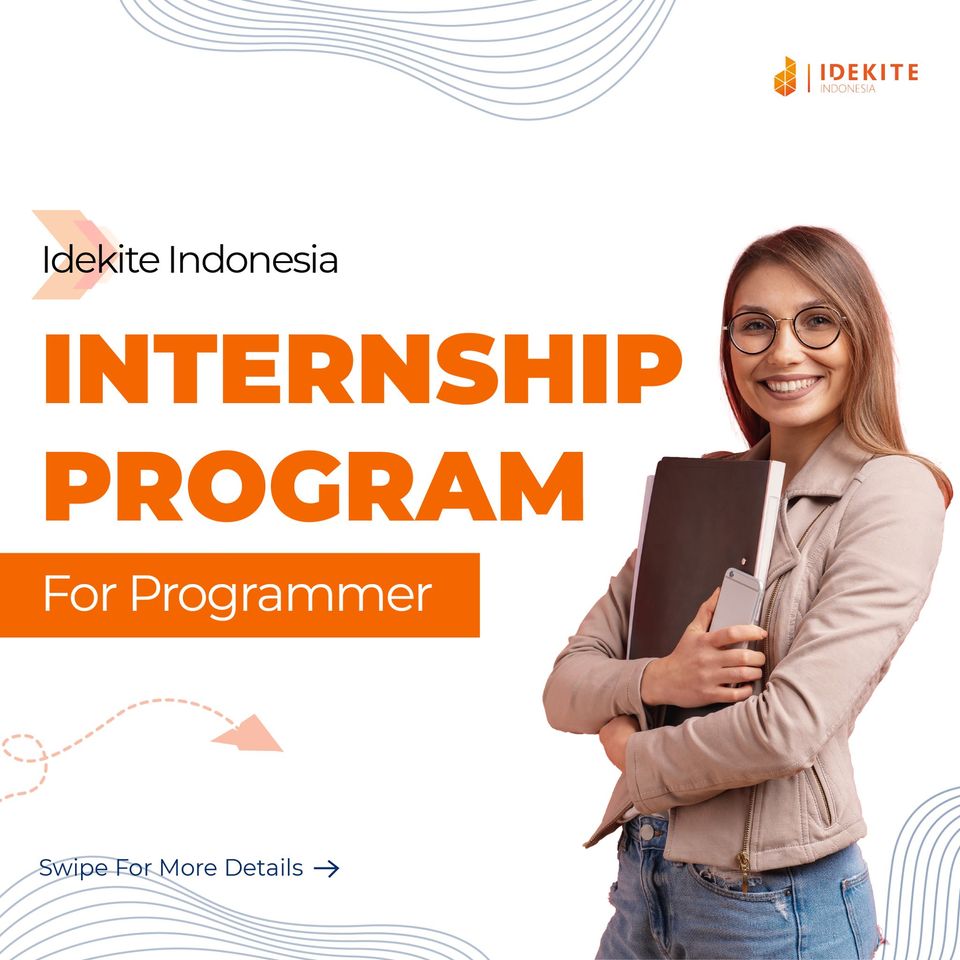 IDEKITE
INDONESIA
Idekite Indonesia
INTERNSHIP
PROGRAM
For Programmer
Swipe For More Details →